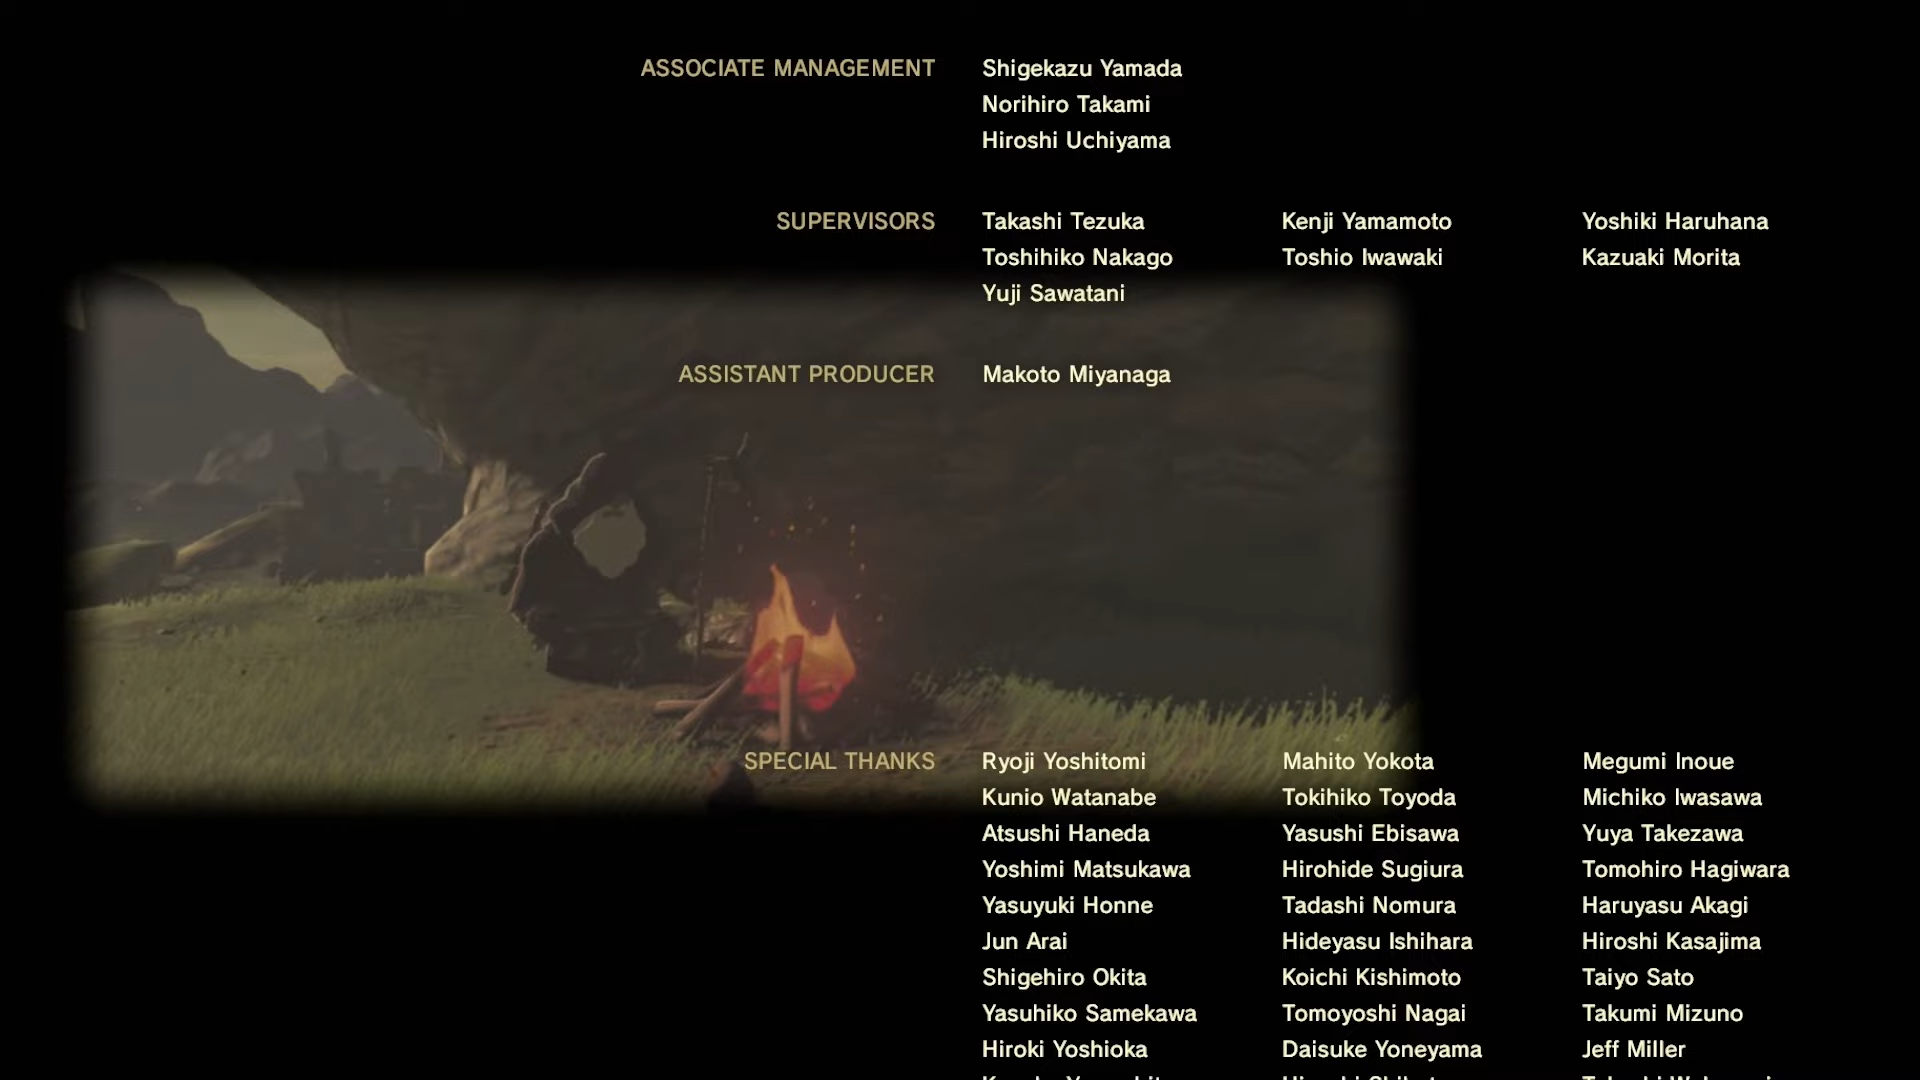 ASSOCIATE MANAGEMENT Shigekazu Yamada
Norihiro Takami
Hiroshi Uchiyama
SUPERVISORS Takashi Tezuka Kenji Yamamoto Yoshiki Haruhana
Toshihiko Nakago Toshio Iwawaki Kazuaki Morita
Yuji Sawatani
ASSISTANT PRODUCER Makoto Miyanaga
SPECIAL THANKS Ryoji Yoshitomi Mahito Yokota Megumi Inoue
Kunio Watanabe Tokihiko Toyoda Michiko Iwasawa
Atsushi Haneda Yasushi Ebisawa Yuya Takezawa
Yoshimi Matsukawa Hirohide Sugiura Tomohiro Hagiwara
Yasuyuki Honne Tadashi Nomura Haruyasu Akagi
Jun Arai Hideyasu Ishihara Hiroshi Kasajima
Shigehiro Okita Koichi Kishimoto Taiyo Sato
Yasuhiko Samekawa Tomoyoshi Nagai Takumi Mizuno
Hiroki Yoshioka Daisuke Yoneyama Jeff Miller